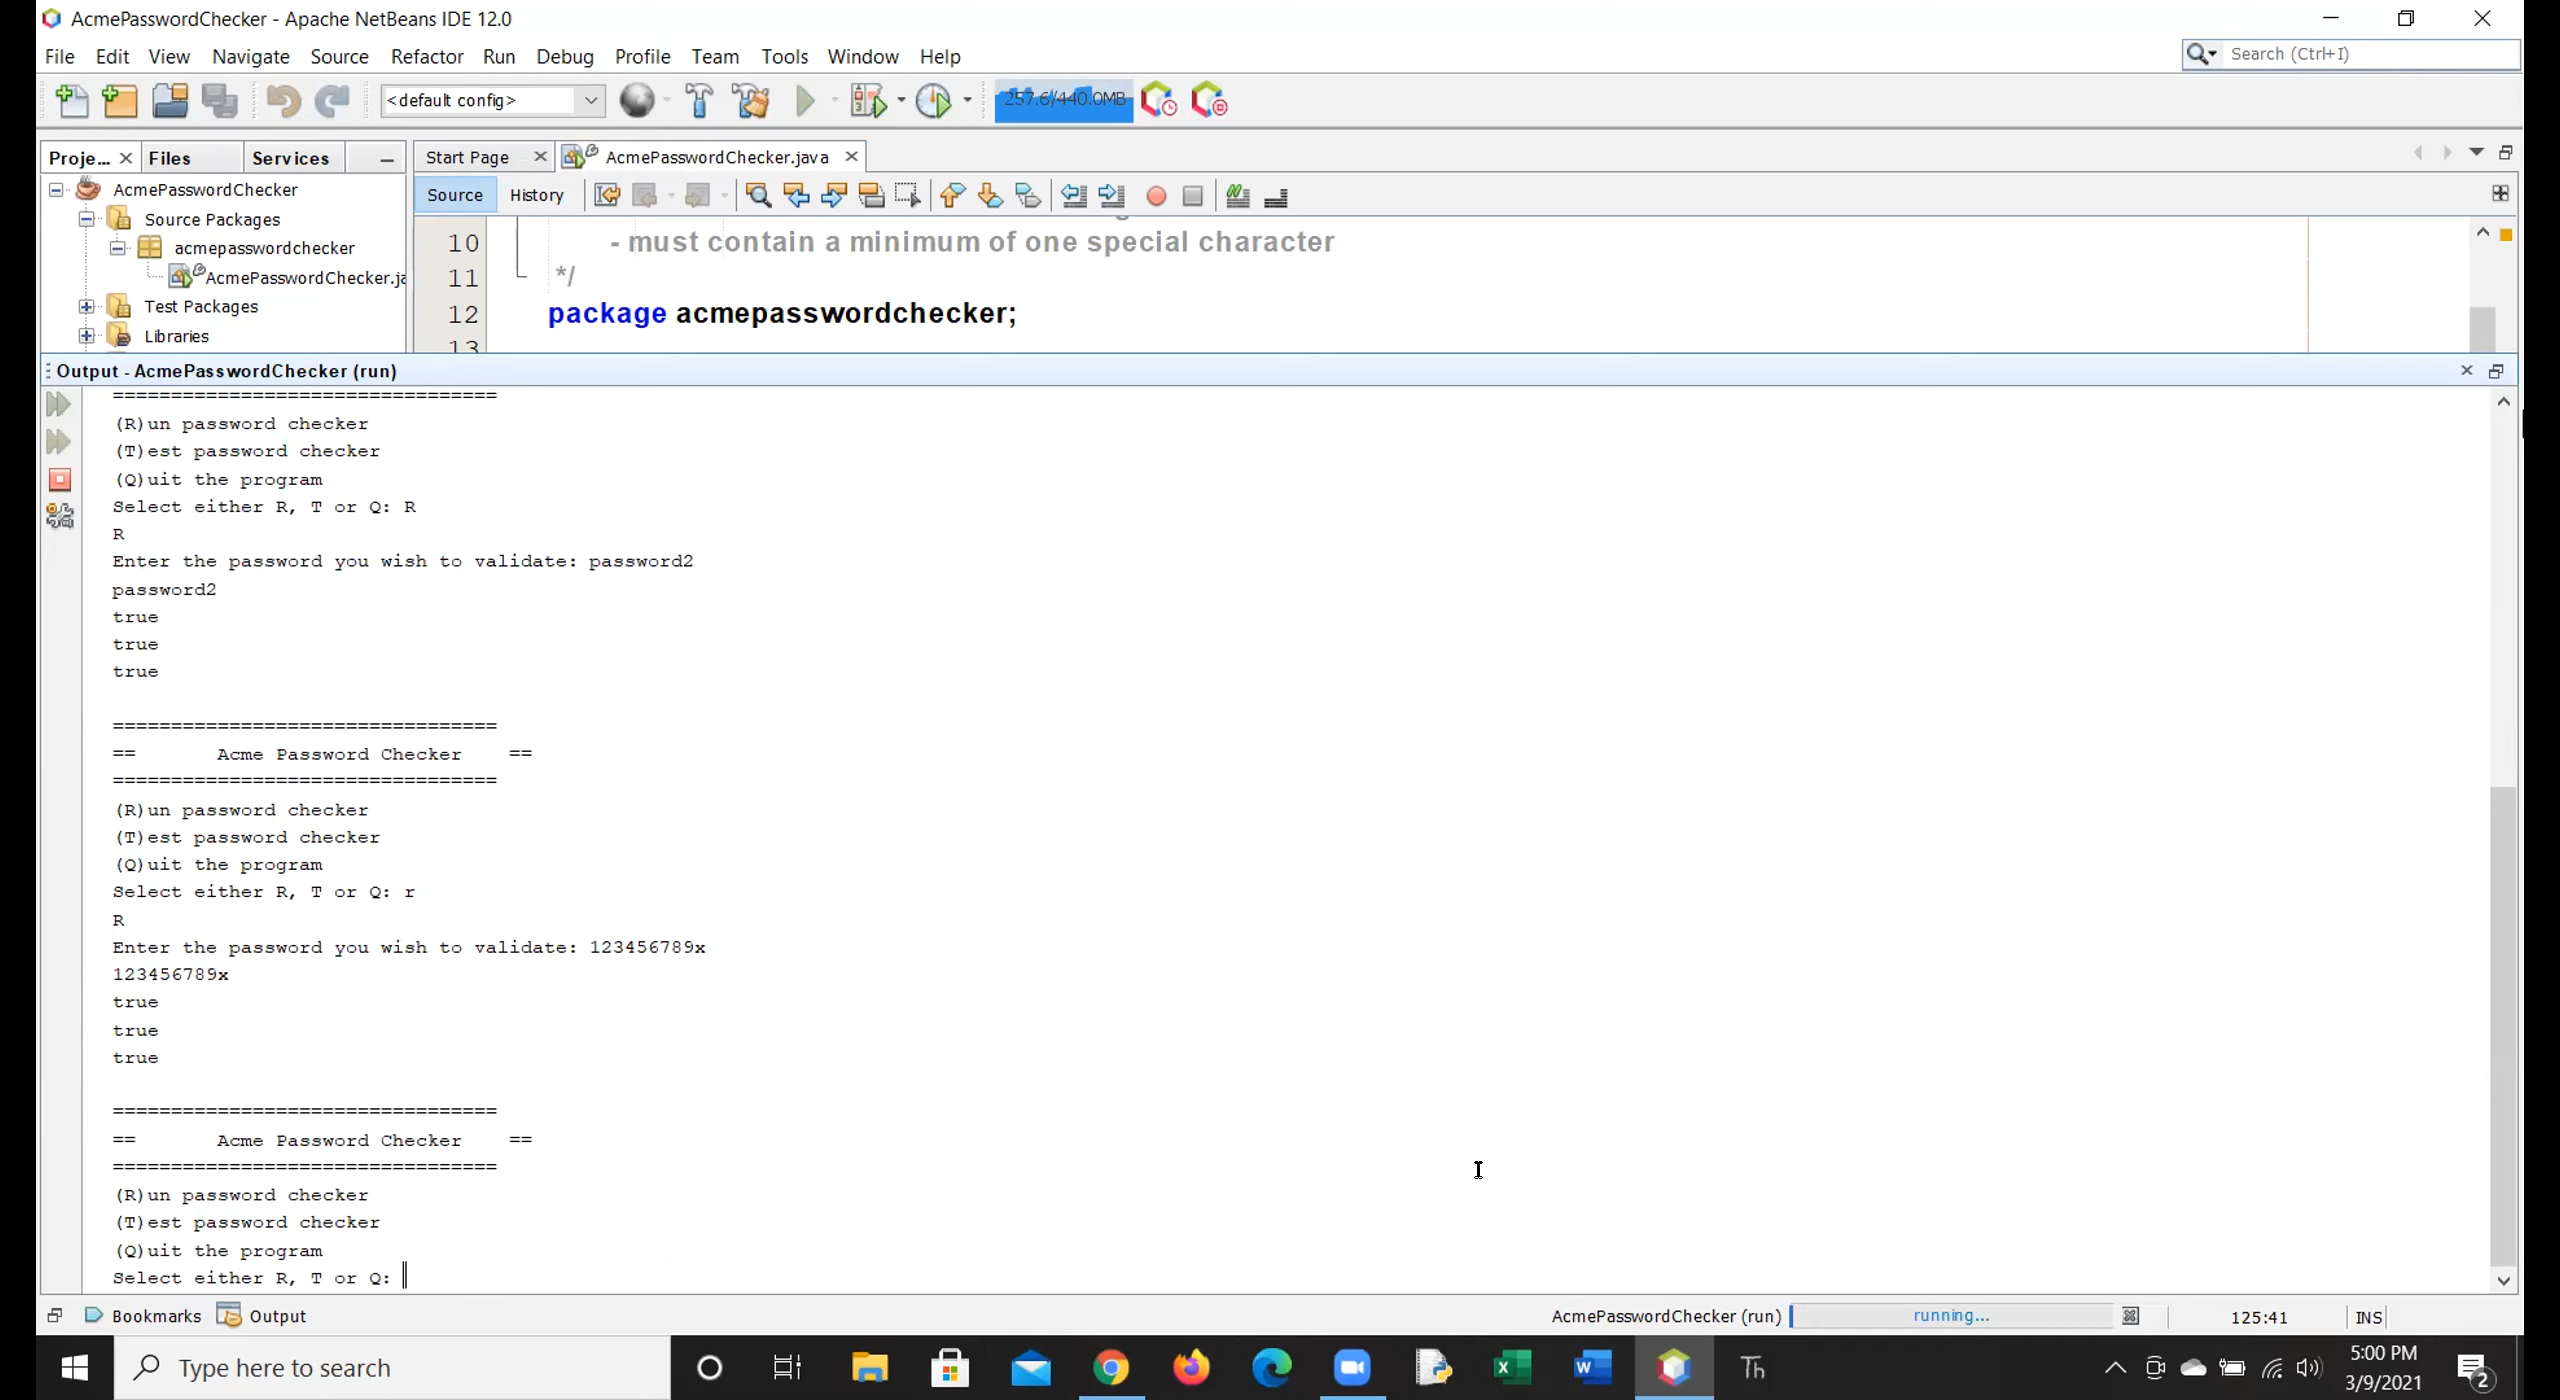 AcmePasswordChecker - Apache NetBeans IDE 12.0
File Edit View Navigate Source Refactor Run Debug Profile Team Tools Window Help
Search (Ctrl+I)
<default config>
257.6/440.0MB
Proje... Files Services
Start Page AcmePasswordChecker.java
AcmePasswordChecker
Source Packages
acmepasswordchecker
AcmePasswordChecker.ja
Test Packages
Libraries
Source History
10 - must contain a minimum of one special character
11 */
12 package acmepasswordchecker;
13
Output - AcmePasswordChecker (run)
=================================
(R)un password checker
(T)est password checker
(Q)uit the program
Select either R, T or Q: R
R
Enter the password you wish to validate: password2
password2
true
true
true
=================================
== Acme Password Checker ==
=================================
(R)un password checker
(T)est password checker
(Q)uit the program
Select either R, T or Q: r
R
Enter the password you wish to validate: 123456789x
123456789x
true
true
true
=================================
== Acme Password Checker ==
=================================
(R)un password checker
(T)est password checker
(Q)uit the program
Select either R, T or Q:
Bookmarks Output
AcmePasswordChecker (run) running... 125:41 INS
Type here to search
Th
5:00 PM
3/9/2021
2